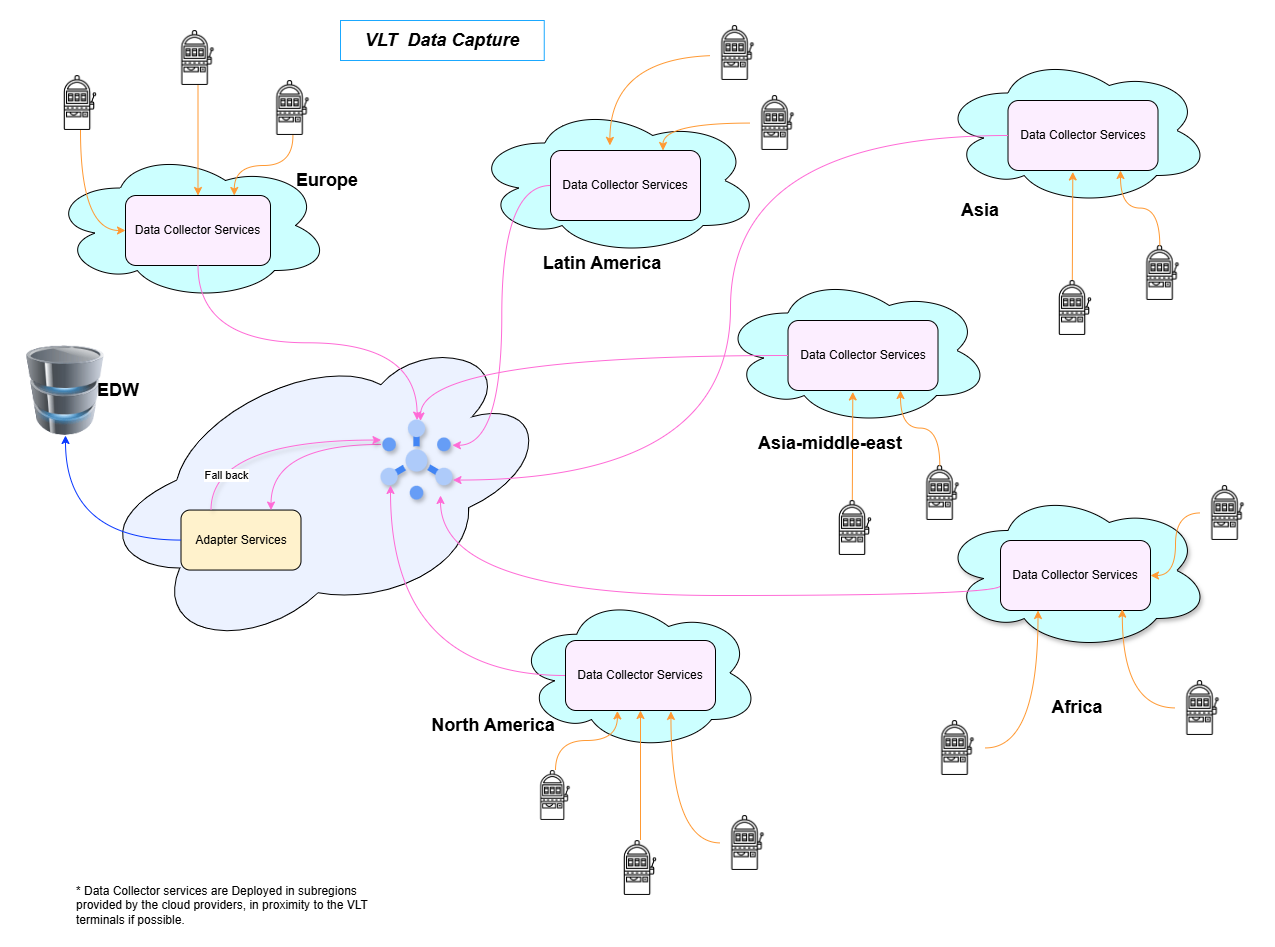 VLT  Data Capture
Data Collector Services
Europe
Data Collector Services
Latin America
Data Collector Services
Asia
Data Collector Services
Asia-middle-east
EDW
Fall back
Adapter Services
Data Collector Services
Africa
Data Collector Services
North America
* Data Collector services are Deployed in subregions
provided by the cloud providers, in proximity to the VLT
terminals if possible.